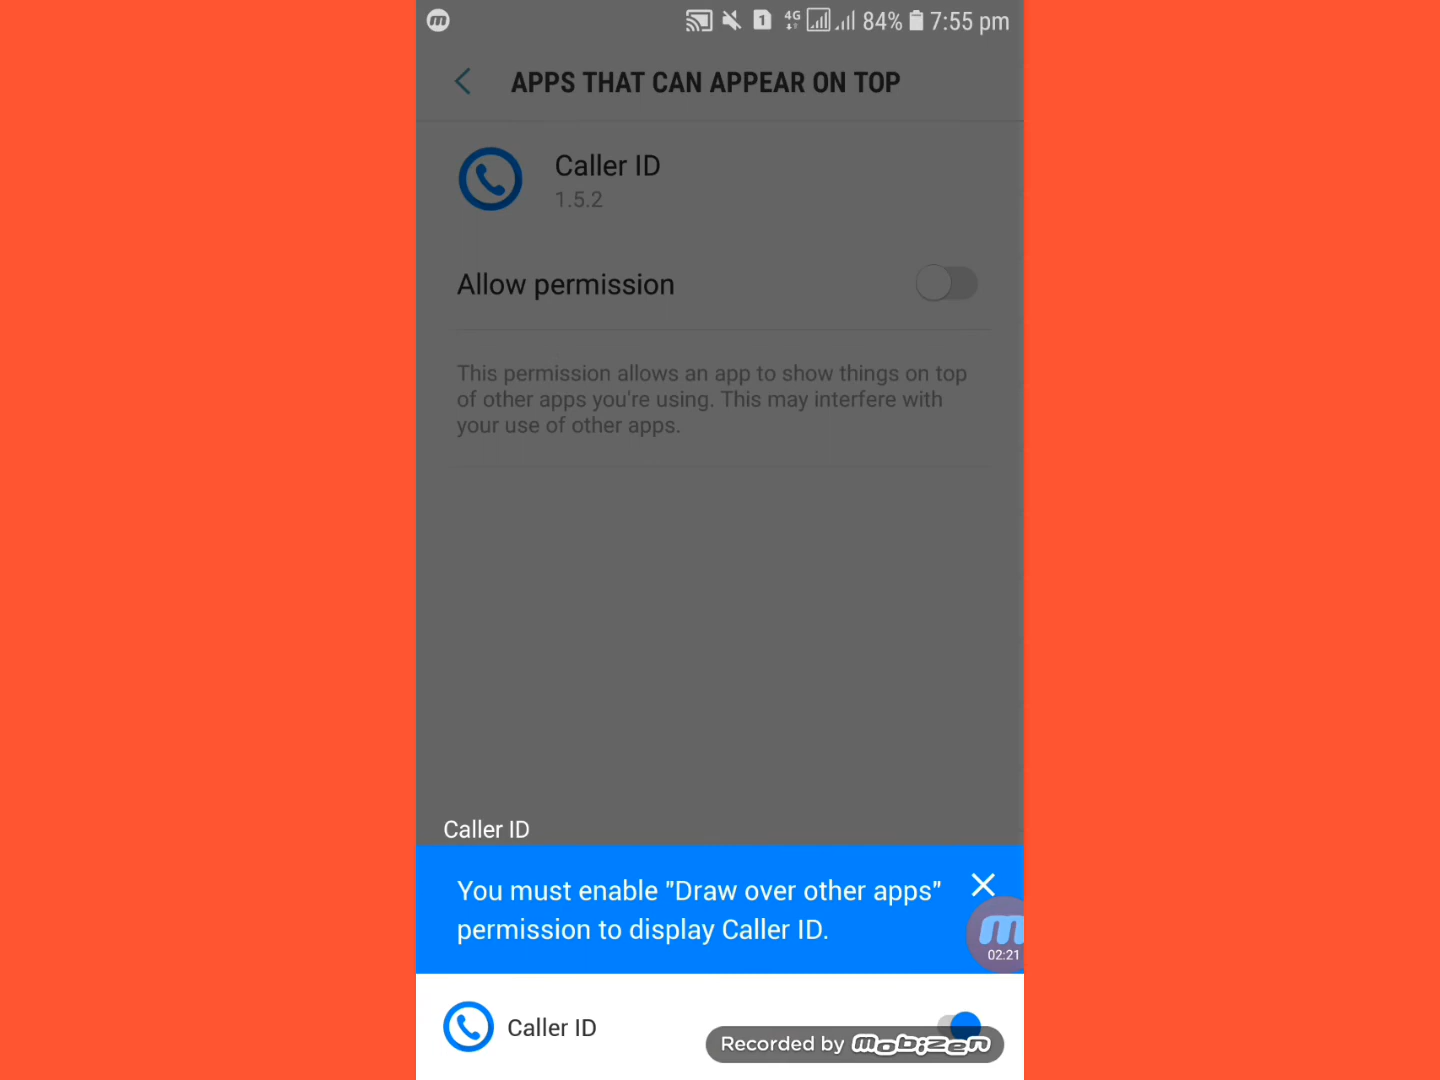 m
1 4G 84% 7:55 pm
APPS THAT CAN APPEAR ON TOP
Caller ID
1.5.2
Allow permission
This permission allows an app to show things on top
of other apps you're using. This may interfere with
your use of other apps.
Caller ID
You must enable "Draw over other apps"
permission to display Caller ID.
m
02:21
Caller ID
Recorded by mobizen